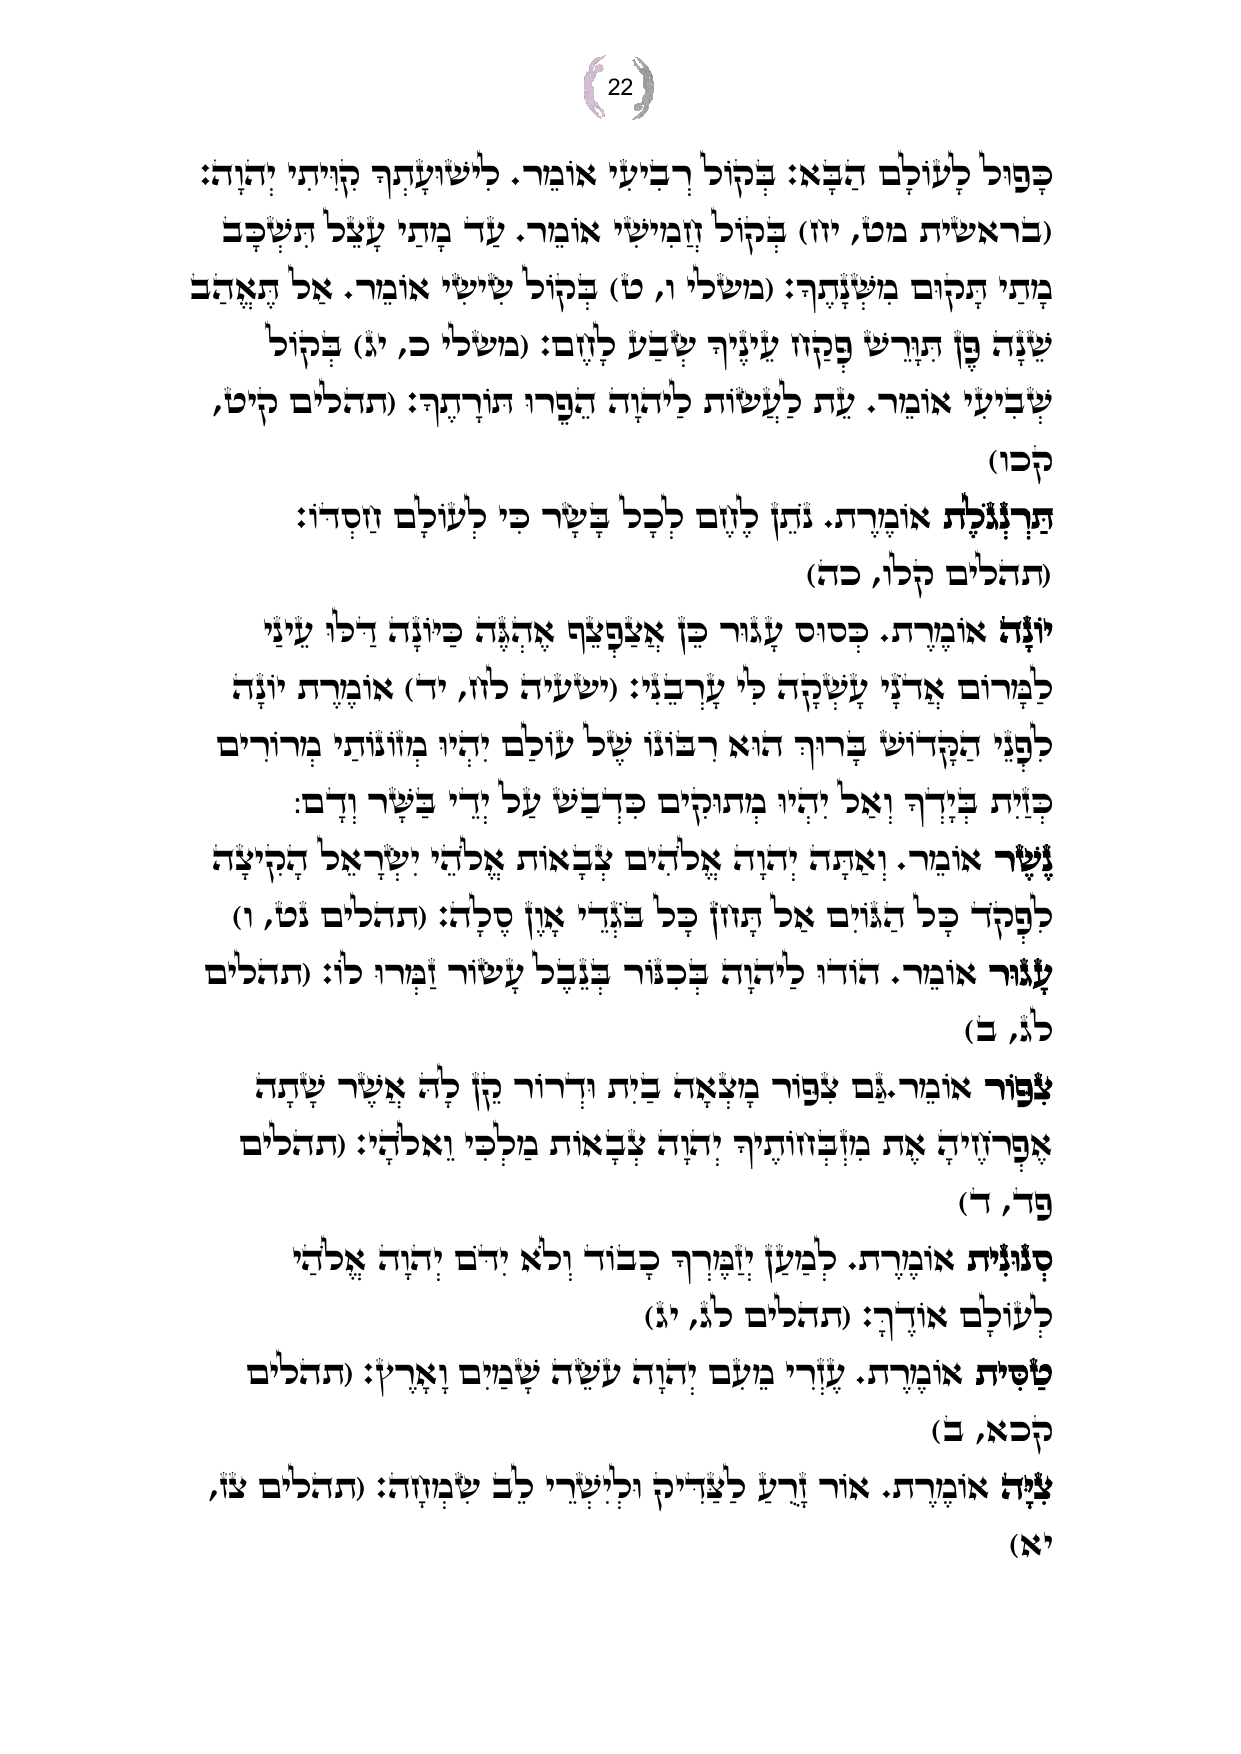 22
כָּפוּל לָעוֹלָם הַבָּא: בְּקוֹל רְבִיעִי אוֹמֵר. לִישׁוּעָתְךָ קִוִּיתִי יְהוָה:
(בראשית מט, יח) בְּקוֹל חֲמִישִׁי אוֹמֵר. עַד מָתַי עָצֵל תִּשְׁכָּב
מָתַי תָּקוּם מִשְּׁנָתֶךָ: (משלי ו, ט) בְּקוֹל שִׁישִׁי אוֹמֵר. אַל תֶּאֱהַב
שֵׁנָה פֶּן תִּוָּרֵשׁ פְּקַח עֵינֶיךָ שְׂבַע לָחֶם: (משלי כ, יג) בְּקוֹל
שְׁבִיעִי אוֹמֵר. עֵת לַעֲשׂוֹת לַיהוָה הֵפֵרוּ תּוֹרָתֶךָ: (תהלים קיט,
קכו)
תַּרְנְגֹלֶת אוֹמֶרֶת. נֹתֵן לֶחֶם לְכָל בָּשָׂר כִּי לְעוֹלָם חַסְדּוֹ:
(תהלים קלו, כה)
יוֹנָה אוֹמֶרֶת. כְּסוּס עָגוּר כֵּן אֲצַפְצֵף אֶהְגֶּה כַּיּוֹנָה דַּלּוּ עֵינַי
לַמָּרוֹם אֲדֹנָי עָשְׁקָה לִּי עָרְבֵנִי: (ישעיה לח, יד) אוֹמֶרֶת יוֹנָה
לִפְנֵי הַקָּדוֹשׁ בָּרוּךְ הוּא רִבּוֹנוֹ שֶׁל עוֹלָם יִהְיוּ מְזוֹנוֹתַי מְרוֹרִים
כְּזַיִת בְּיָדְךָ וְאַל יִהְיוּ מְתוּקִים כִּדְבַשׁ עַל יְדֵי בַּשָּׂר וְדָם:
נֶשֶׁר אוֹמֵר. וְאַתָּה יְהוָה אֱלֹהִים צְבָאוֹת אֱלֹהֵי יִשְׂרָאֵל הָקִיצָה
לִפְקֹד כָּל הַגּוֹיִם אַל תָּחֹן כָּל בֹּגְדֵי אָוֶן סֶלָה: (תהלים נט, ו)
עָגוּר אוֹמר. הוֹדוּ לַיהוָה בְּכִנּוֹר בְּנֵבֶל עָשׂוֹר זַמְּרוּ לוֹ: (תהלים
לג, ב)
צִפּוֹר אוֹמר.גַּם צִפּוֹר מָצְאָה בַיִת וּדְרוֹר קֵן לָהּ אֲשֶׁר שָׁתָה
אֶפְרֹחֶיהָ אֶת מִזְבְּחוֹתֶיךָ יְהוָה צְבָאוֹת מַלְכִּי וֵאלֹהָי: (תהלים
פד, ד)
סְנוּנִית אוֹמֶרֶת. לְמַעַן יְזַמֶּרְךָ כָבוֹד וְלֹא יִדֹּם יְהוָה אֱלֹהַי
לְעוֹלָם אוֹדֶךָּ: (תהלים לג, יג)
טַסִּית אוֹמֶרֶת. עֶזְרִי מֵעִם יְהוָה עֹשֵׂה שָׁמַיִם וָאָרֶץ: (תהלים
קכא, ב)
צִיָּה אוֹמֶרֶת. אוֹר זָרֻעַ לַצַּדִּיק וּלְיִשְׁרֵי לֵב שִׂמְחָה: (תהלים צז,
יא)